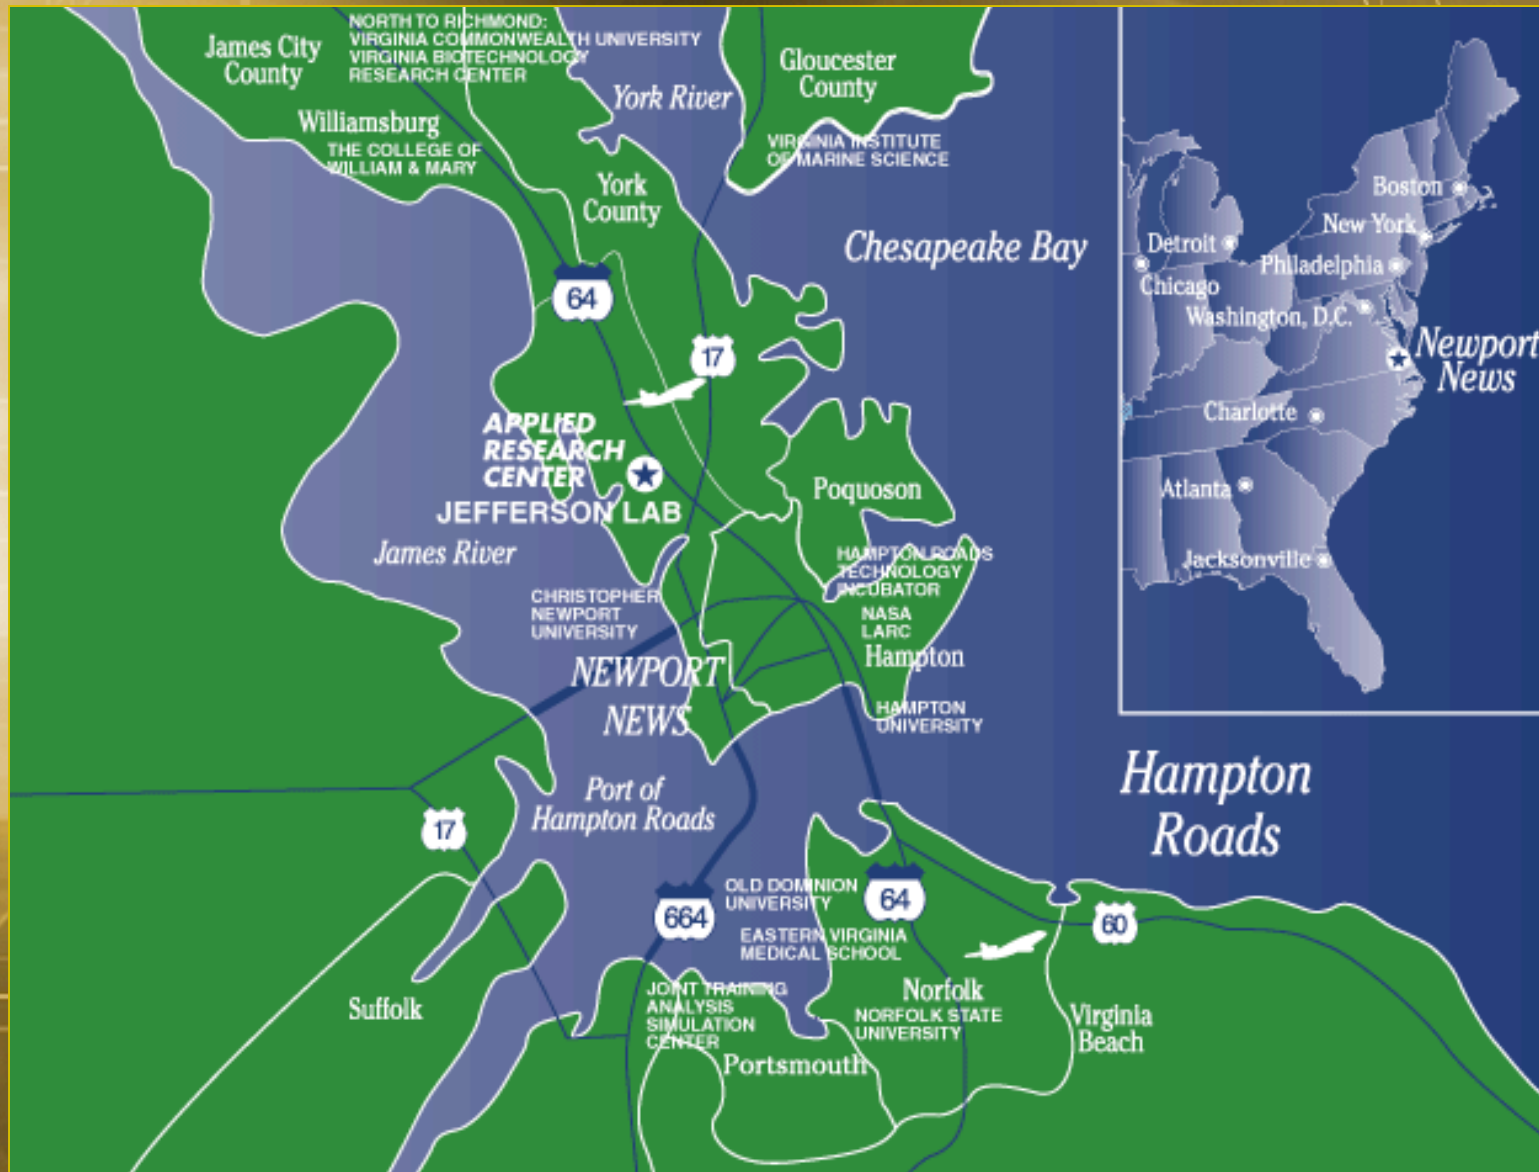 NORTH TO RICHMOND:
VIRGINIA COMMONWEALTH UNIVERSITY
VIRGINIA BIOTECHNOLOGY
RESEARCH CENTER
James City
County
Williamsburg
THE COLLEGE OF
WILLIAM & MARY
York River
Gloucester
County
VIRGINIA INSTITUTE
OF MARINE SCIENCE
York
County
Chesapeake Bay
64
17
APPLIED
RESEARCH
CENTER
JEFFERSON LAB
James River
Poquoson
HAMPTON ROADS
TECHNOLOGY
INCUBATOR
NASA
LARC
Hampton
CHRISTOPHER
NEWPORT
UNIVERSITY
NEWPORT
NEWS
HAMPTON
UNIVERSITY
Port of
Hampton Roads
Hampton
Roads
17
664
64
60
OLD DOMINION
UNIVERSITY
EASTERN VIRGINIA
MEDICAL SCHOOL
Suffolk
JOINT TRAINING
ANALYSIS
SIMULATION
CENTER
Portsmouth
Norfolk
NORFOLK STATE
UNIVERSITY
Virginia
Beach
Boston
New York
Detroit
Philadelphia
Chicago
Washington, D.C.
Newport
News
Charlotte
Atlanta
Jacksonville